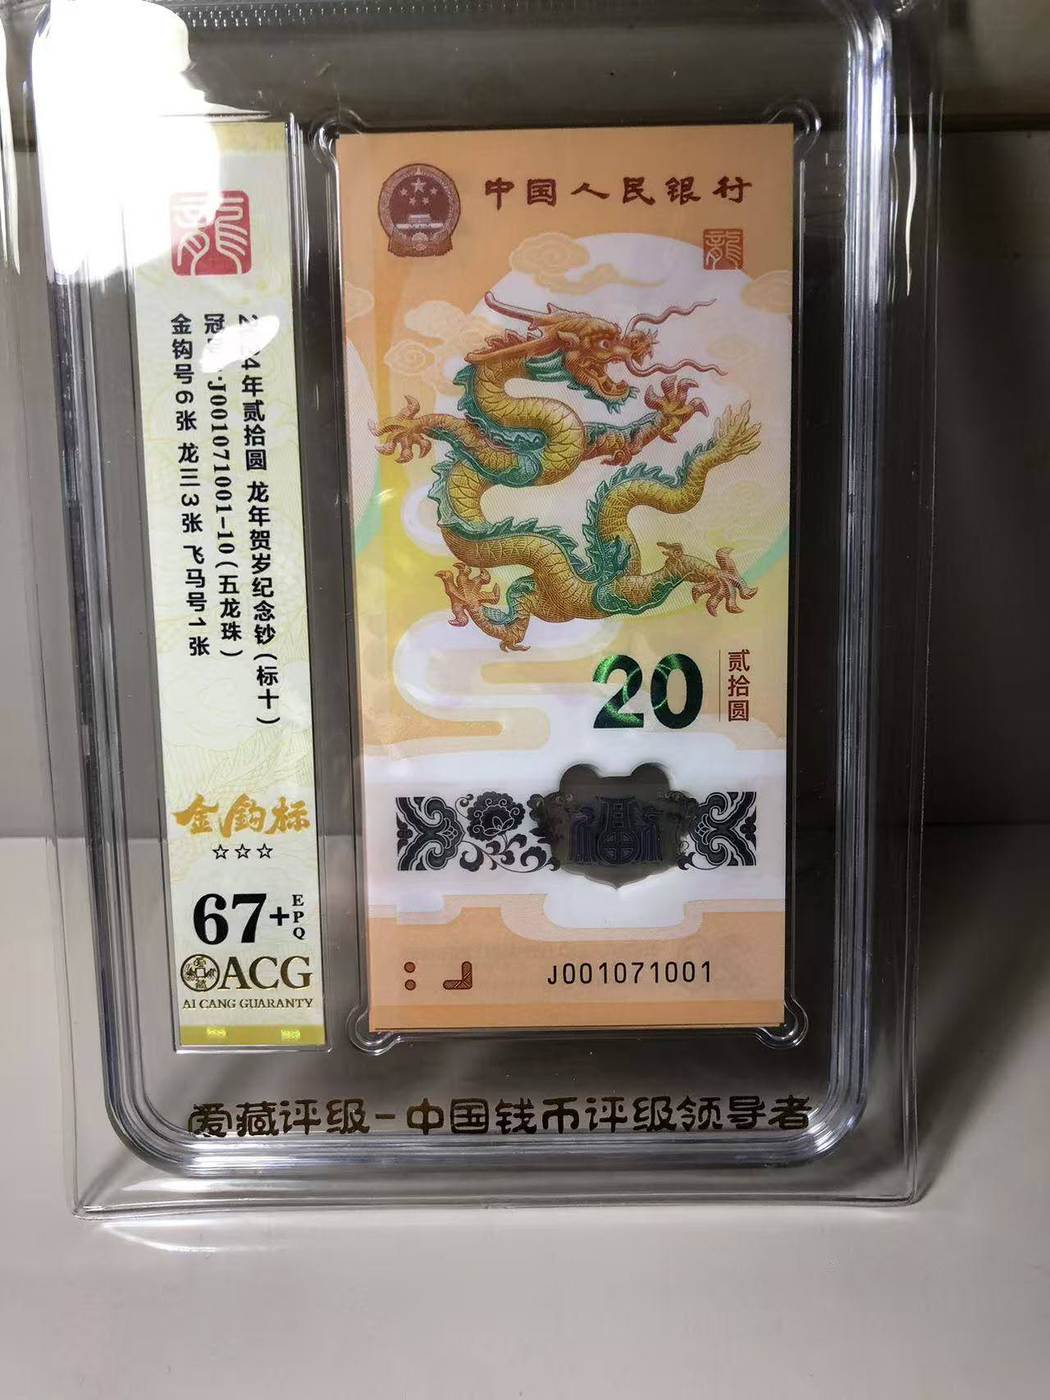 龍
年贰拾圆 龙年贺岁纪念钞(标十)
冠 J001071001-10(五龙珠)
金钩号6张 龙三3张 飞马号1张
金钩标
☆☆☆
67+EPQ
ACG
AI CANG GUARANTY
中国人民银行
龍
20
贰拾圆
J001071001
爱藏评级-中国钱币评级领导者